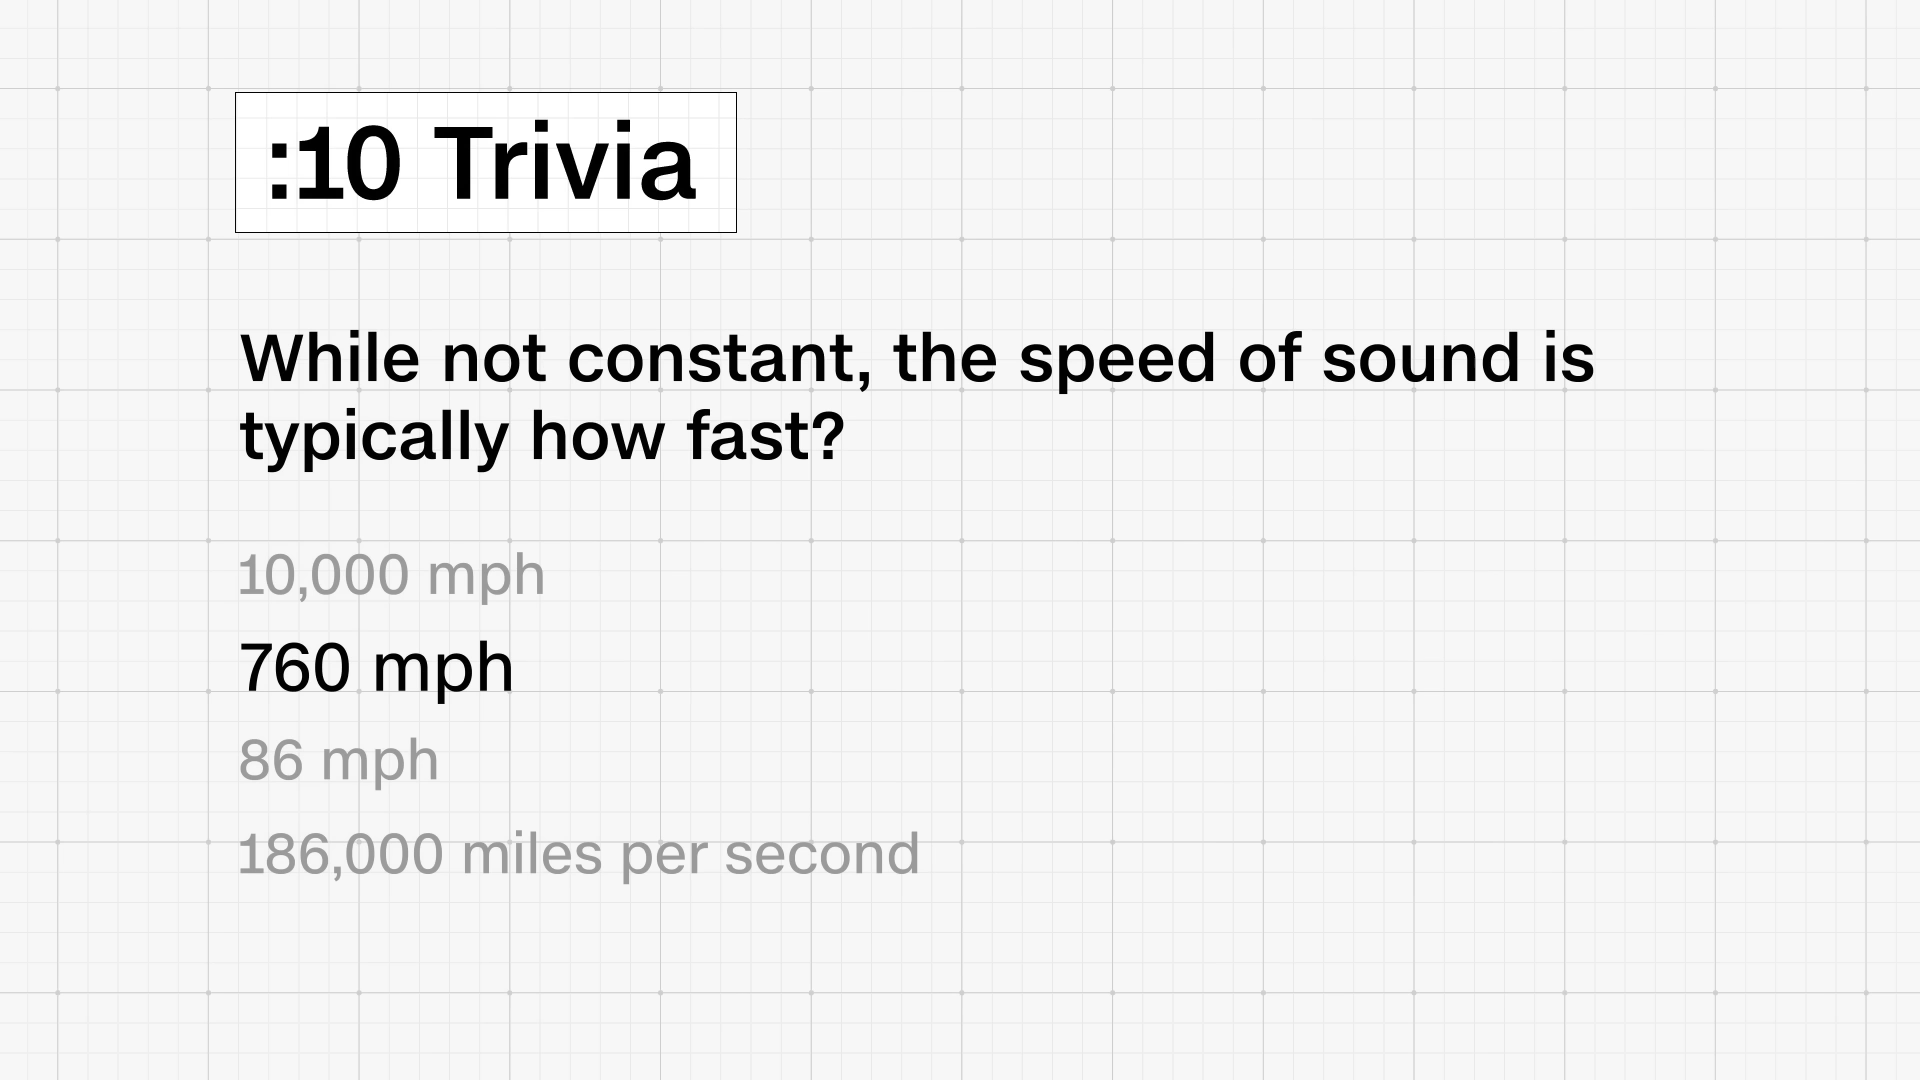 :10 Trivia
While not constant, the speed of sound is
typically how fast?
10,000 mph
760 mph
86 mph
186,000 miles per second